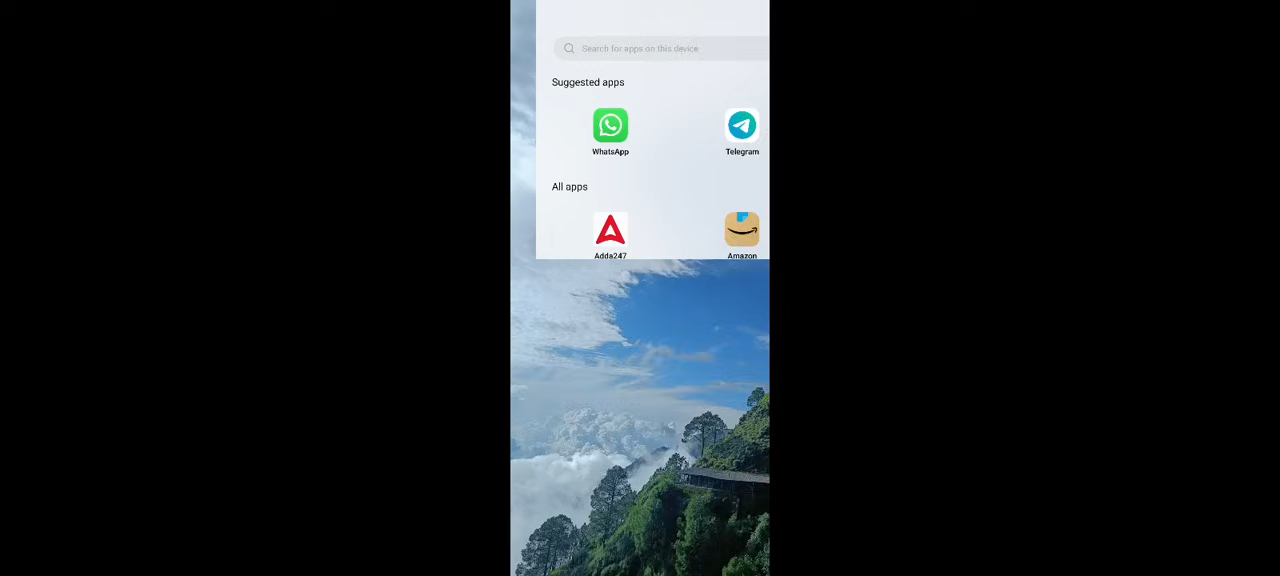 Search for apps on this device
Suggested apps
WhatsApp
Telegram
All apps
Adda247
Amazon